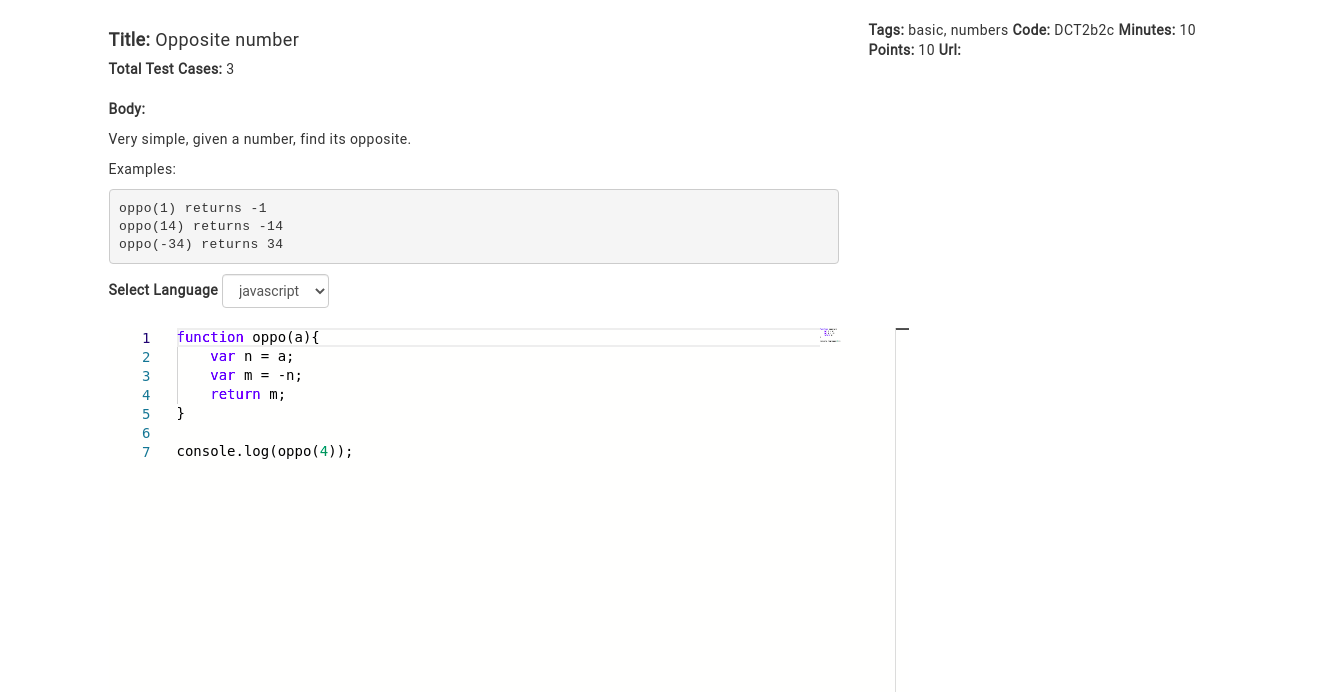 Title: Opposite number
Total Test Cases: 3
Tags: basic, numbers Code: DCT2b2c Minutes: 10
Points: 10 Url:
Body:
Very simple, given a number, find its opposite.
Examples:
oppo(1) returns -1
oppo(14) returns -14
oppo(-34) returns 34
Select Language javascript
1 function oppo(a){
2     var n = a;
3     var m = -n;
4     return m;
5 }
6
7 console.log(oppo(4));